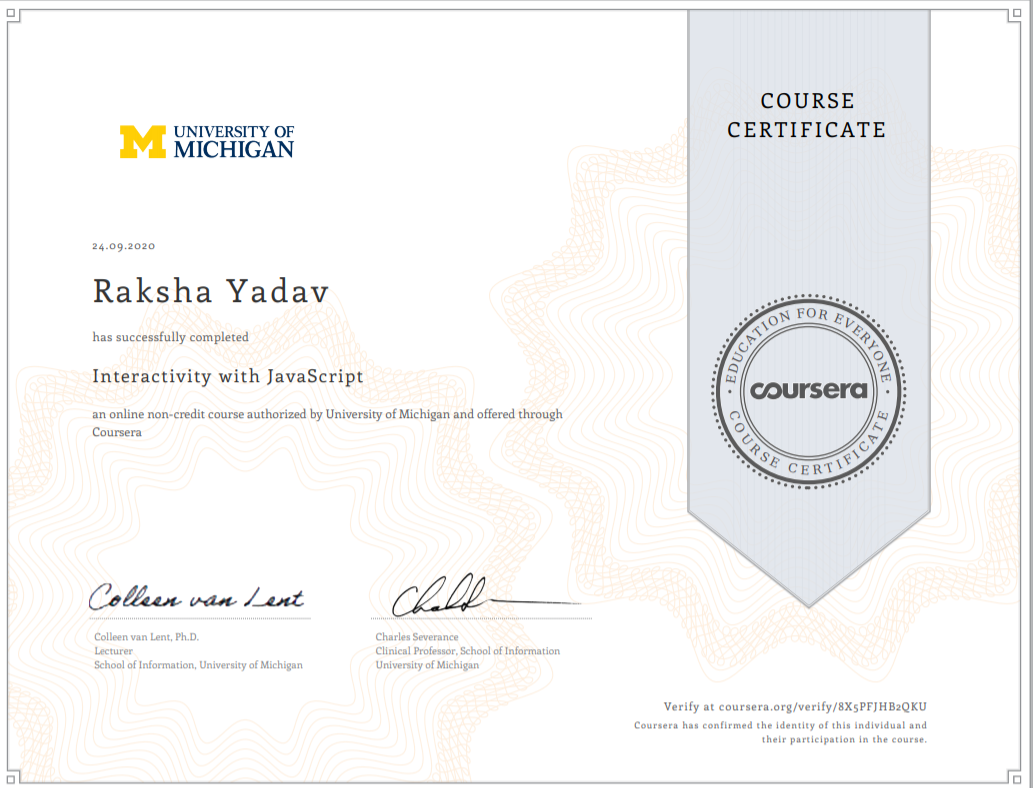 COURSE
CERTIFICATE
UNIVERSITY OF
MICHIGAN
24.09.2020
Raksha Yadav
has successfully completed
Interactivity with JavaScript
an online non-credit course authorized by University of Michigan and offered through
Coursera
EDUCATION FOR EVERYONE
coursera
COURSE CERTIFICATE
Colleen van Lent
Colleen van Lent, Ph.D.
Lecturer
School of Information, University of Michigan
Charles Severance
Clinical Professor, School of Information
University of Michigan
Verify at coursera.org/verify/8X5PFJHB2QKU
Coursera has confirmed the identity of this individual and
their participation in the course.